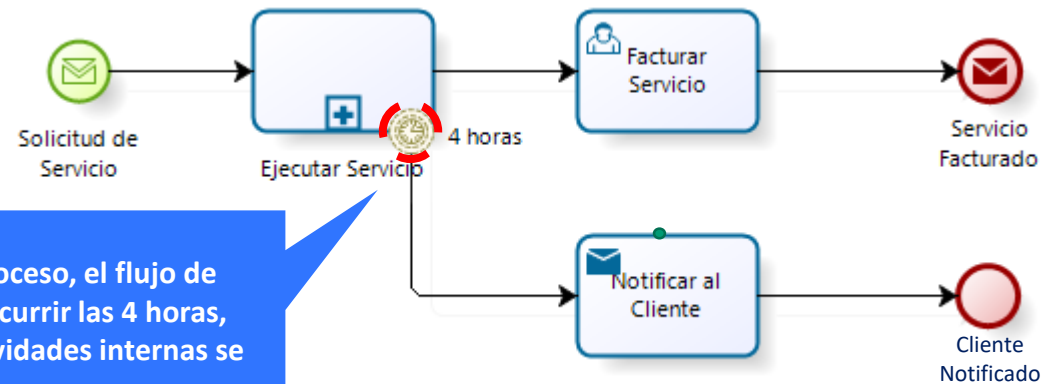 Facturar
Servicio
4 horas
Solicitud de
Servicio
Ejecutar Servicio
Servicio
Facturado
oceso, el flujo de
currir las 4 horas,
vidades internas se
Notificar al
Cliente
Cliente
Notificado